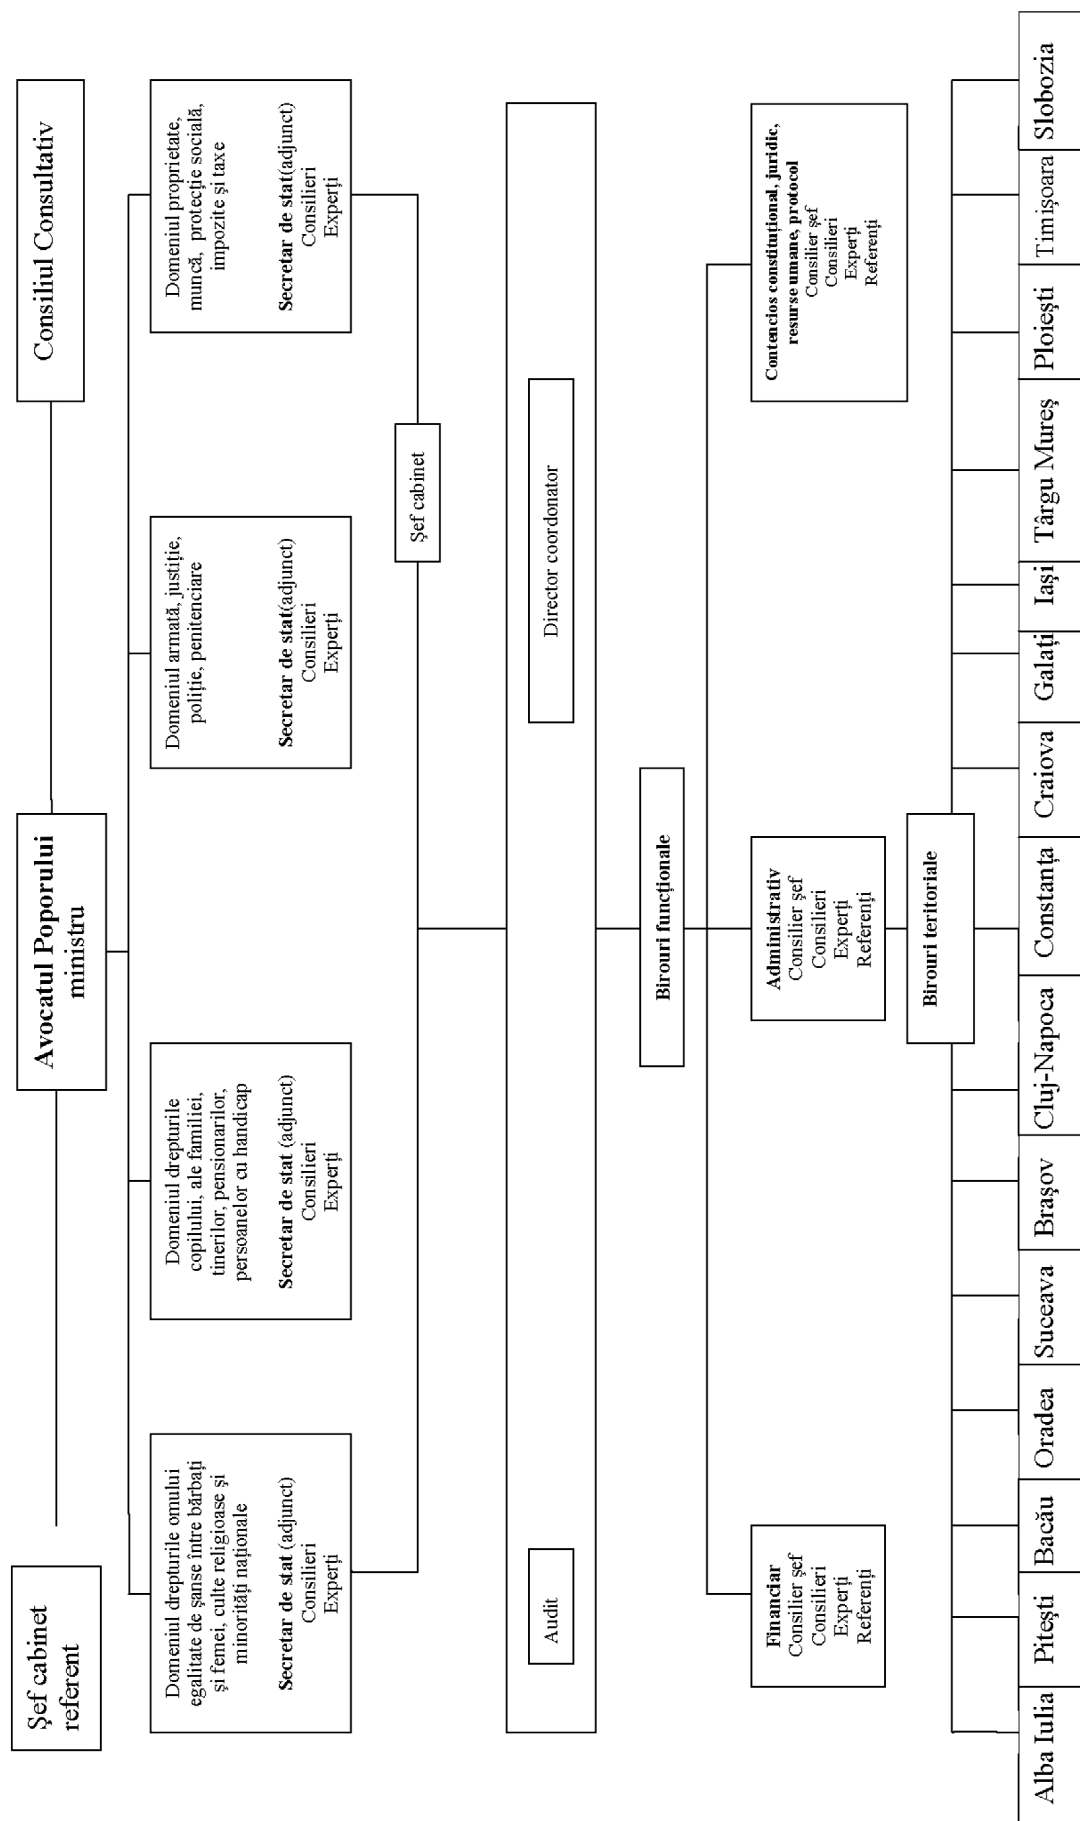 Şef cabinet
referent
Avocatul Poporului
ministru
Consiliul Consultativ
Domeniul drepturile omului
egalitate de şanse între bărbaţi
şi femei, culte religioase şi
minorităţi naţionale
Secretar de stat (adjunct)
Consilieri
Experţi
Domeniul drepturile
copilului, ale familiei,
tinerilor, pensionarilor,
persoanelor cu handicap
Secretar de stat (adjunct)
Consilieri
Experţi
Domeniul armată, justiţie,
poliţie, penitenciare
Secretar de stat(adjunct)
Consilieri
Experţi
Domeniul proprietate,
muncă, protecţie socială,
impozite şi taxe
Secretar de stat(adjunct)
Consilieri
Experţi
Şef cabinet
Audit
Director coordonator
Birouri funcţionale
Financiar
Consilier şef
Consilieri
Experţi
Referenţi
Administrativ
Consilier şef
Consilieri
Experţi
Referenţi
Contencios constituţional, juridic,
resurse umane, protocol
Consilier şef
Consilieri
Experţi
Referenţi
Birouri teritoriale
Alba Iulia
Piteşti
Bacău
Oradea
Suceava
Braşov
Cluj-Napoca
Constanţa
Craiova
Galaţi
Iaşi
Târgu Mureş
Ploieşti
Timişoara
Slobozia